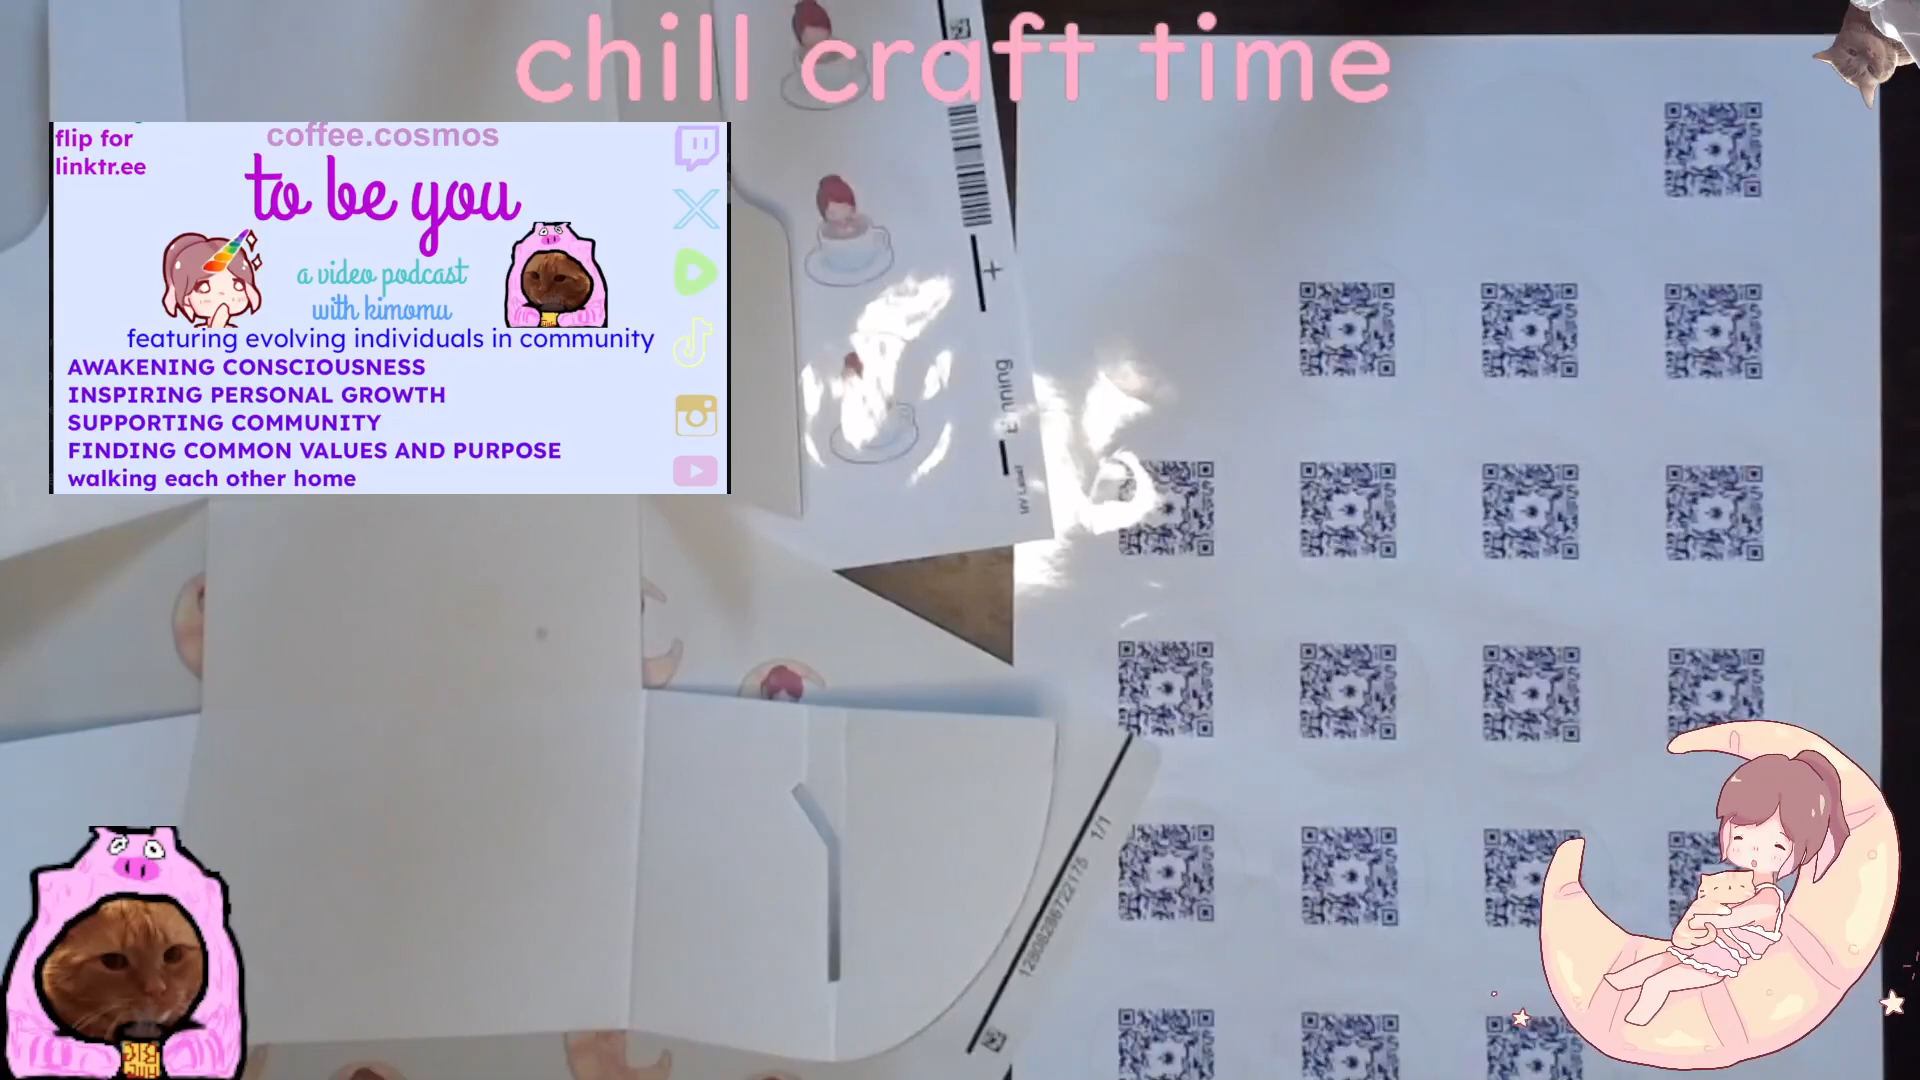 chill craft time
flip for
linktr.ee
coffee.cosmos
to be you
a video podcast
with kimomu
featuring evolving individuals in community
AWAKENING CONSCIOUSNESS
INSPIRING PERSONAL GROWTH
SUPPORTING COMMUNITY
FINDING COMMON VALUES AND PURPOSE
walking each other home
1/1